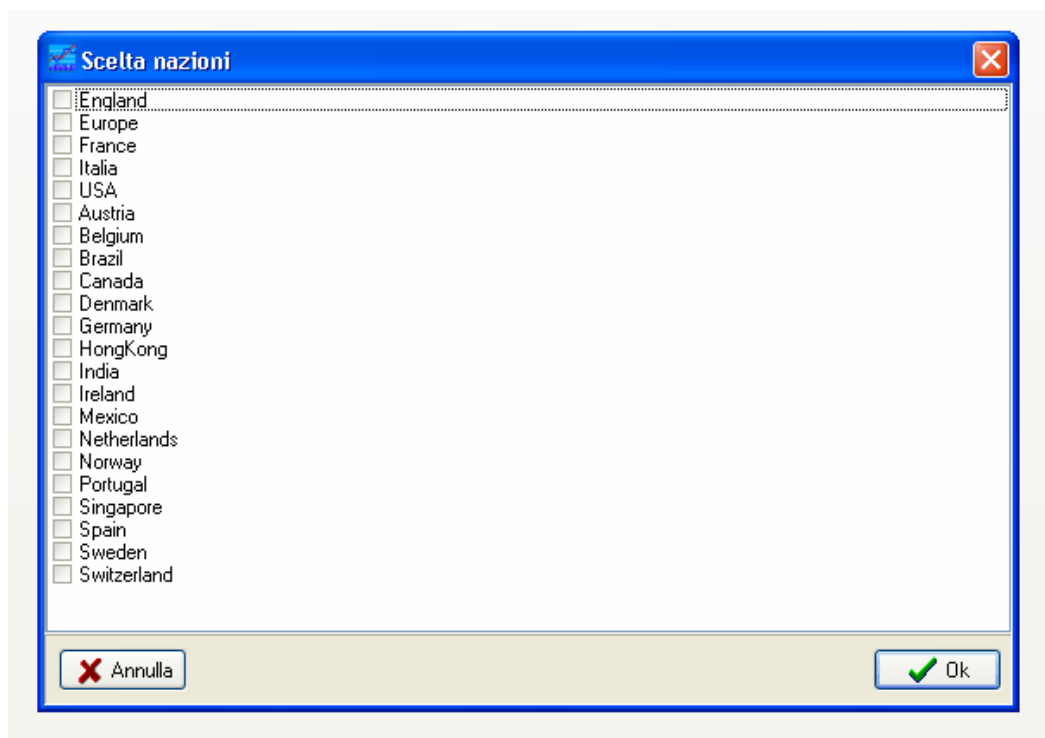 Scelta nazioni
England
Europe
France
Italia
USA
Austria
Belgium
Brazil
Canada
Denmark
Germany
HongKong
India
Ireland
Mexico
Netherlands
Norway
Portugal
Singapore
Spain
Sweden
Switzerland
Annulla
Ok